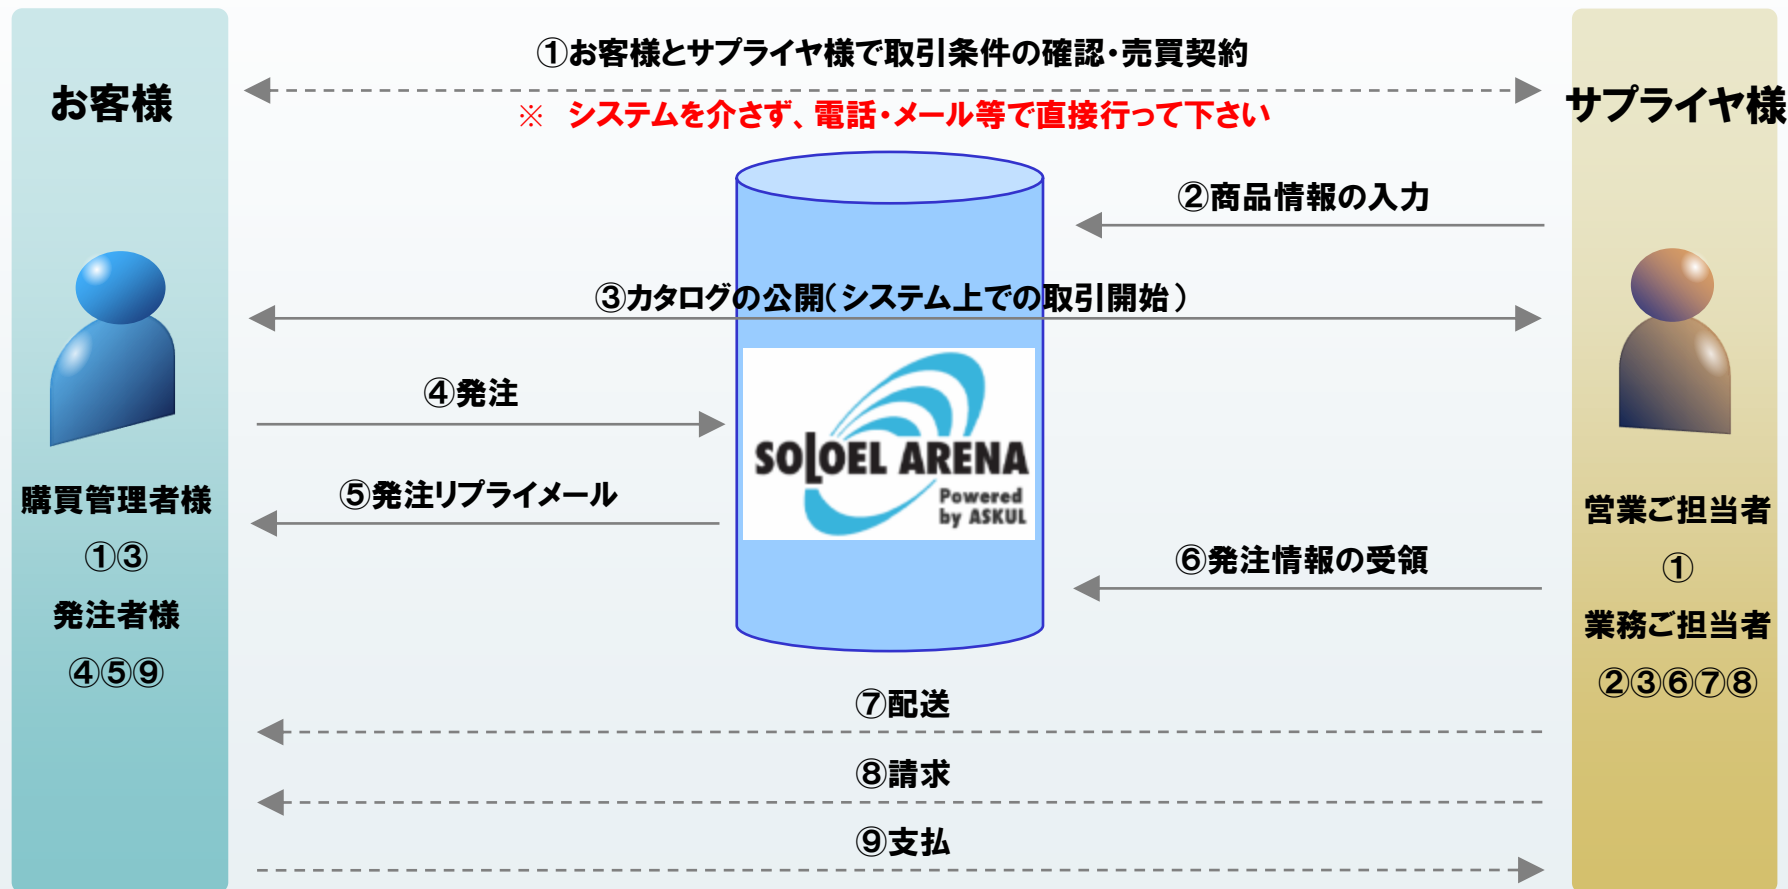 ①お客様とサプライヤ様で取引条件の確認・売買契約
お客様
サプライヤ様
※ システムを介さず、電話・メール等で直接行って下さい
②商品情報の入力
③カタログの公開(システム上での取引開始)
④発注
SOLOEL ARENA
Powered
by ASKUL
⑤発注リプライメール
購買管理者様
①③
発注者様
④⑤⑨
営業ご担当者
①
業務ご担当者
②③⑥⑦⑧
⑥発注情報の受領
⑦配送
⑧請求
⑨支払